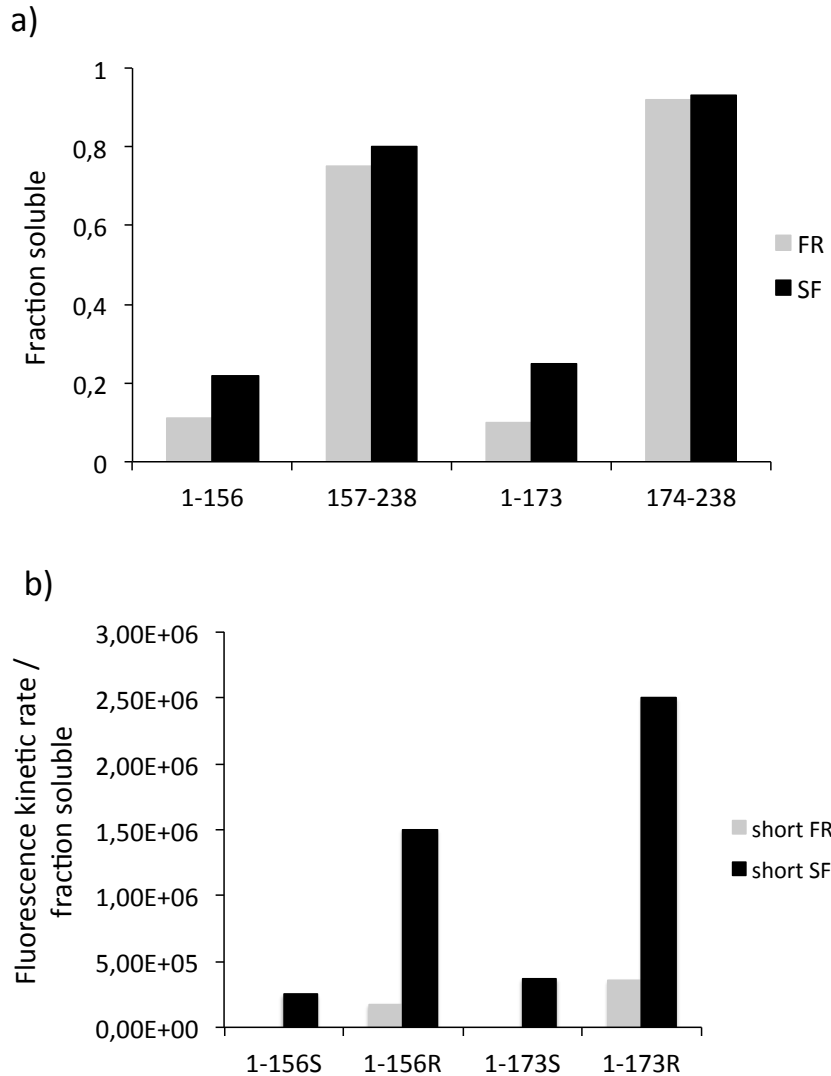 a)
Fraction soluble
1
0,8
0,6
0,4
0,2
0
1-156
157-238
1-173
174-238
FR
SF
b)
Fluorescence kinetic rate /
fraction soluble
3,00E+06
2,50E+06
2,00E+06
1,50E+06
1,00E+06
5,00E+05
0,00E+00
1-156S
1-156R
1-173S
1-173R
short FR
short SF